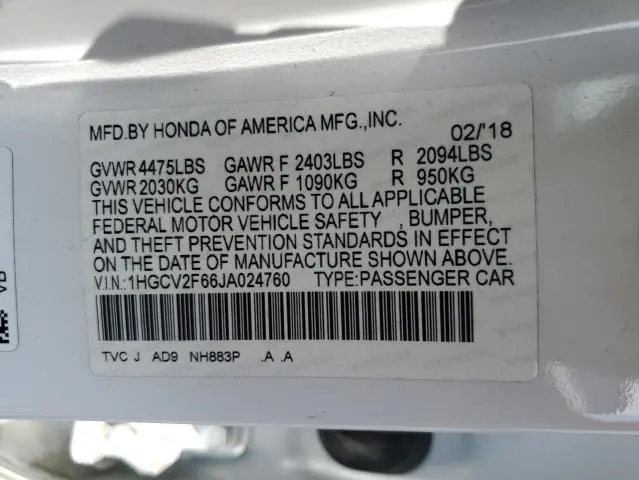 MFD.BY HONDA OF AMERICA MFG.,INC. 02/'18
GVWR 4475LBS GAWR F 2403LBS R 2094LBS
GVWR 2030KG GAWR F 1090KG R 950KG
THIS VEHICLE CONFORMS TO ALL APPLICABLE
FEDERAL MOTOR VEHICLE SAFETY , BUMPER,
AND THEFT PREVENTION STANDARDS IN EFFECT
ON THE DATE OF MANUFACTURE SHOWN ABOVE.
V.I.N.:1HGCV2F66JA024760 TYPE:PASSENGER CAR
TVC J AD9 NH883P .A .A